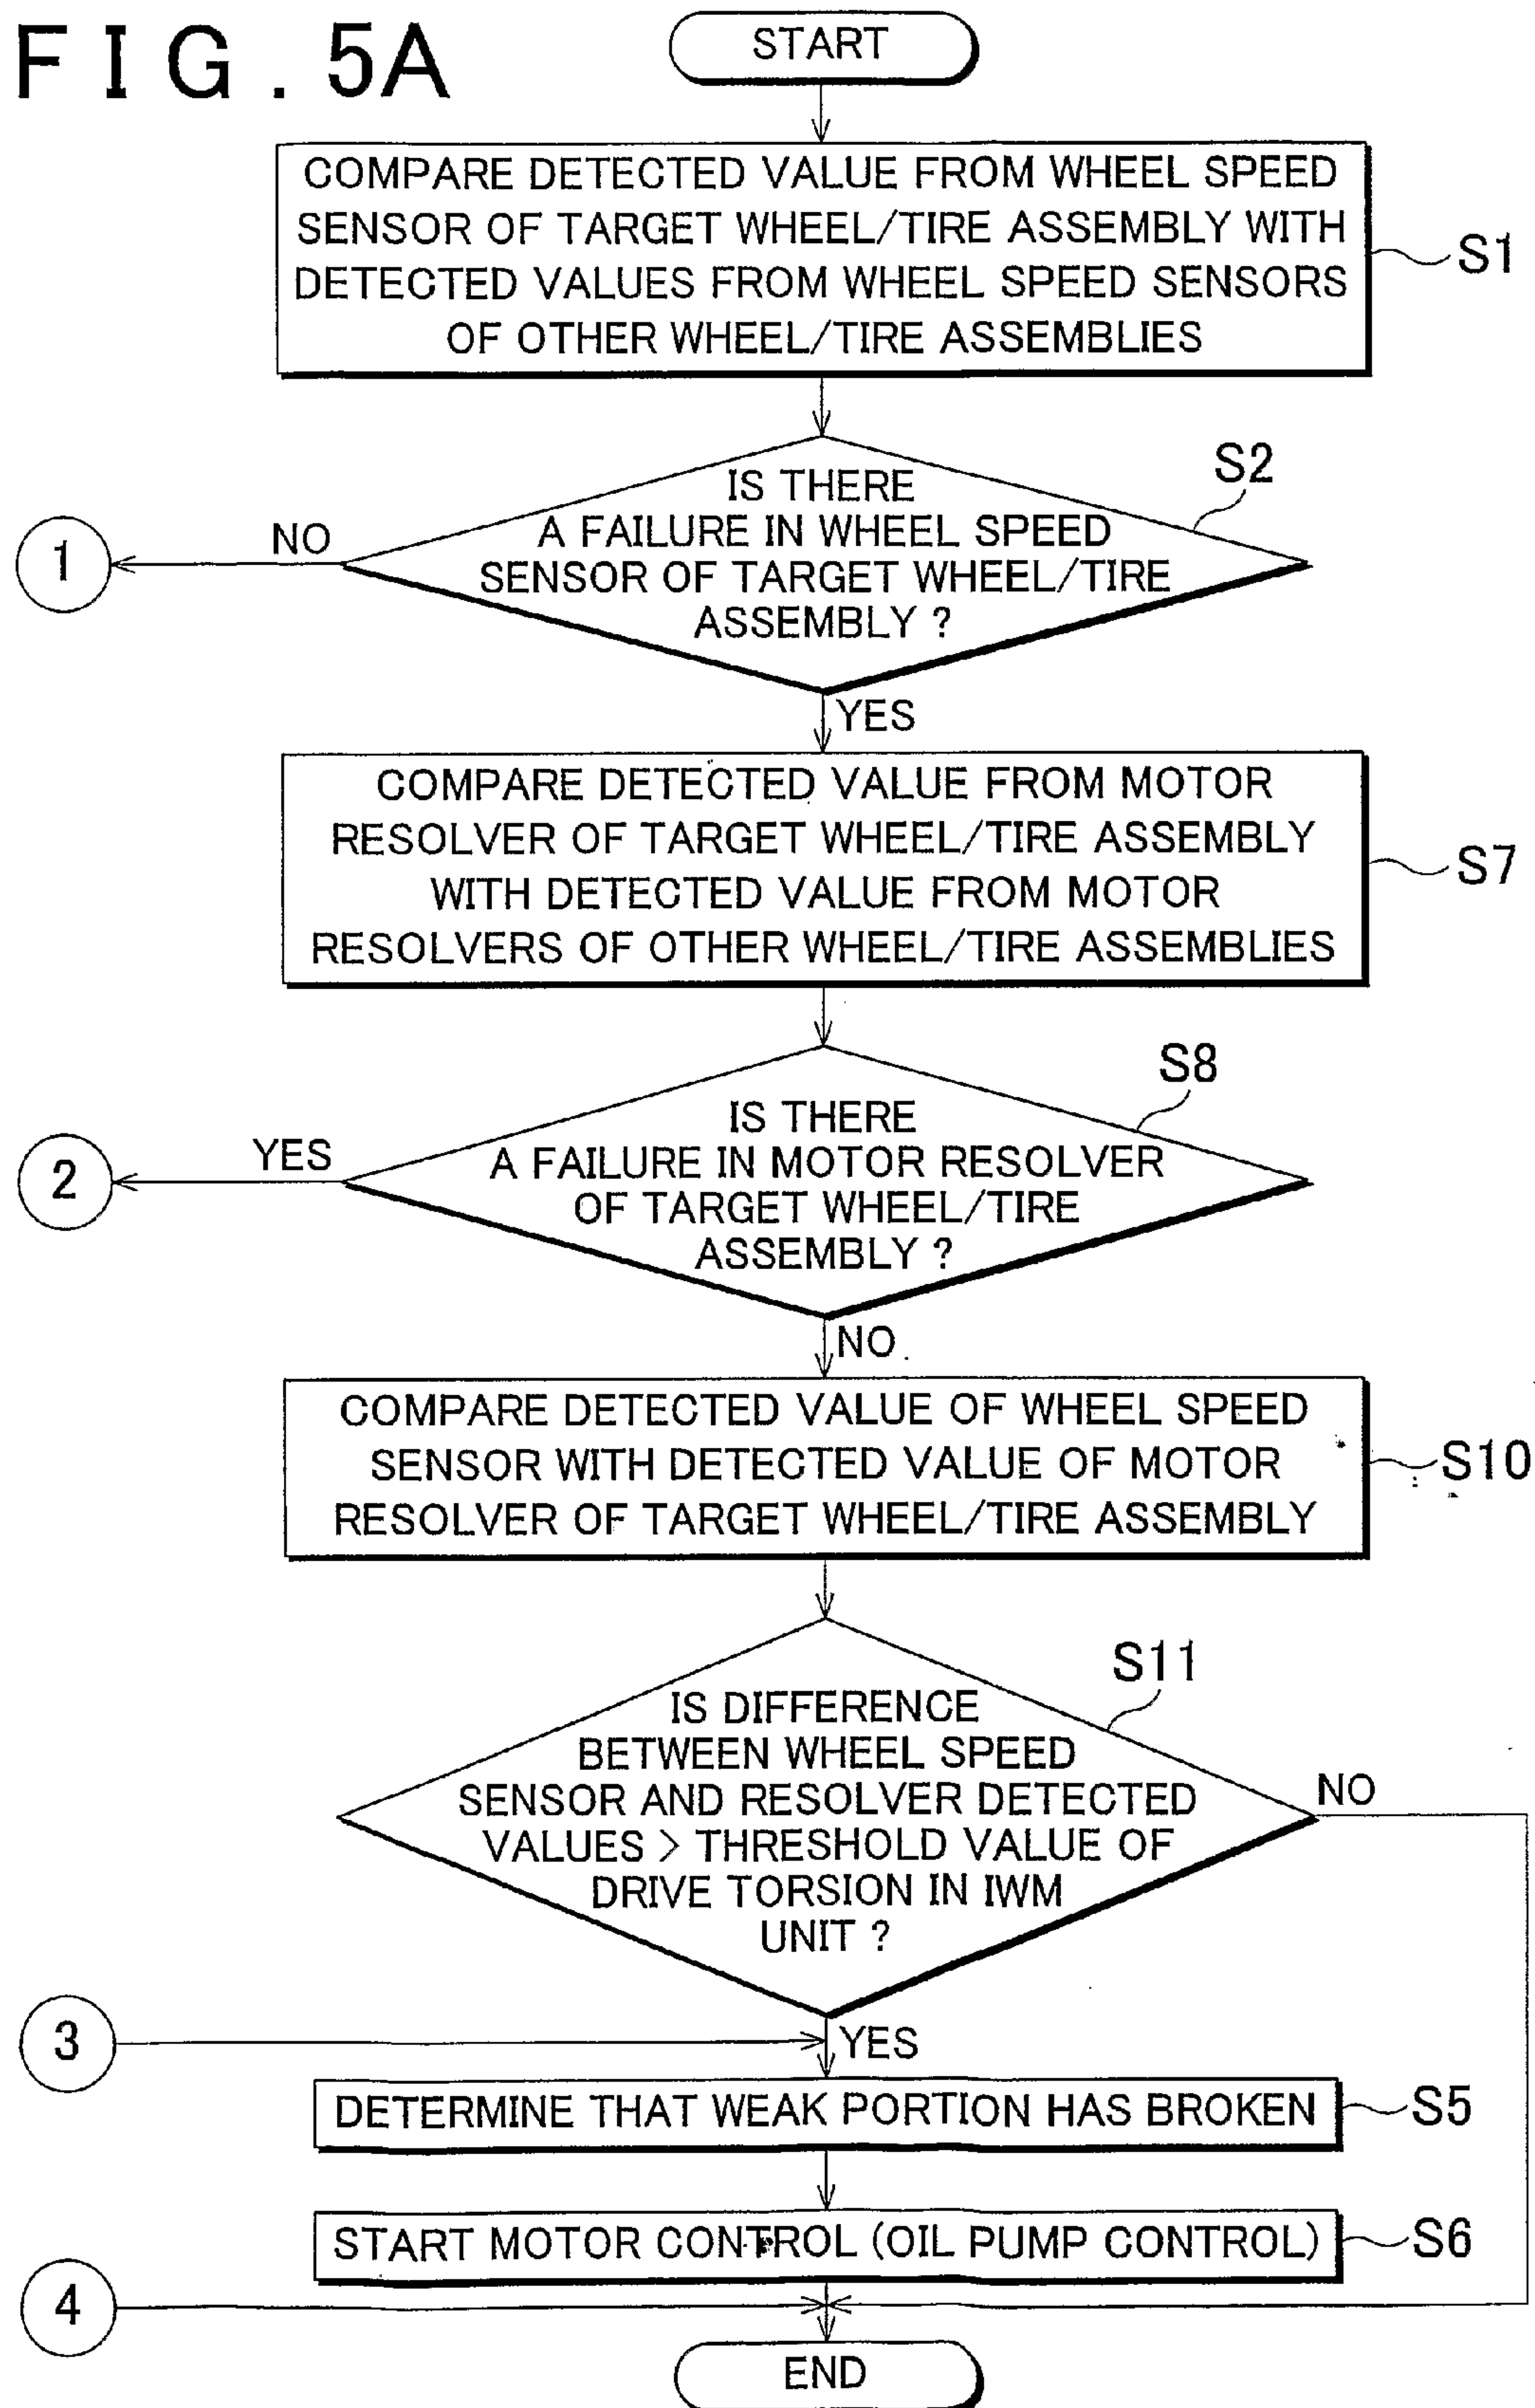 FIG. 5A
START
COMPARE DETECTED VALUE FROM WHEEL SPEED
SENSOR OF TARGET WHEEL/TIRE ASSEMBLY WITH
DETECTED VALUES FROM WHEEL SPEED SENSORS
OF OTHER WHEEL/TIRE ASSEMBLIES
S1
S2
IS THERE
A FAILURE IN WHEEL SPEED
SENSOR OF TARGET WHEEL/TIRE
ASSEMBLY ?
NO
1
YES
COMPARE DETECTED VALUE FROM MOTOR
RESOLVER OF TARGET WHEEL/TIRE ASSEMBLY
WITH DETECTED VALUE FROM MOTOR
RESOLVERS OF OTHER WHEEL/TIRE ASSEMBLIES
S7
S8
IS THERE
A FAILURE IN MOTOR RESOLVER
OF TARGET WHEEL/TIRE
ASSEMBLY ?
YES
2
NO
COMPARE DETECTED VALUE OF WHEEL SPEED
SENSOR WITH DETECTED VALUE OF MOTOR
RESOLVER OF TARGET WHEEL/TIRE ASSEMBLY
S10
S11
IS DIFFERENCE
BETWEEN WHEEL SPEED
SENSOR AND RESOLVER DETECTED
VALUES > THRESHOLD VALUE OF
DRIVE TORSION IN IWM
UNIT ?
NO
3
YES
DETERMINE THAT WEAK PORTION HAS BROKEN
S5
START MOTOR CONTROL (OIL PUMP CONTROL)
S6
4
END